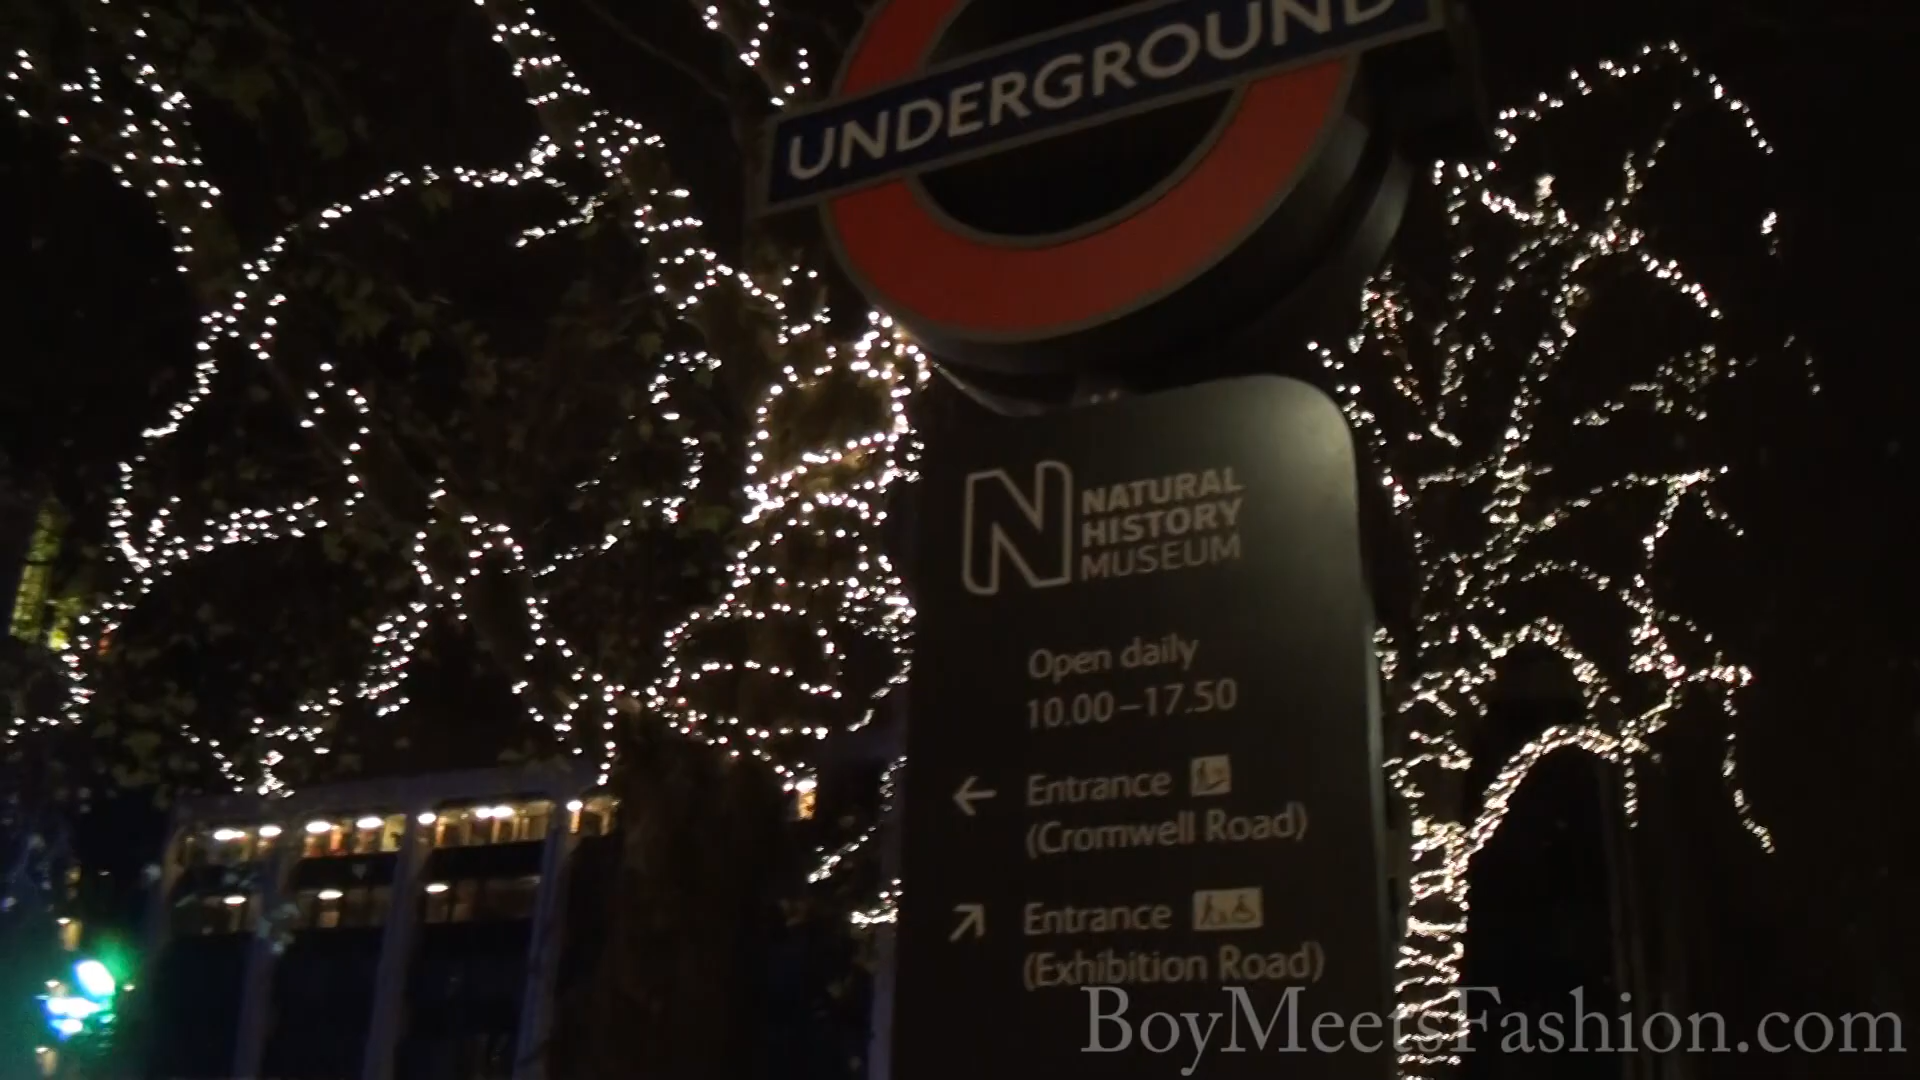 UNDERGROUND
N NATURAL
HISTORY
MUSEUM
Open daily
10.00–17.50
← Entrance
(Cromwell Road)
↗ Entrance
(Exhibition Road)
BoyMeetsFashion.com